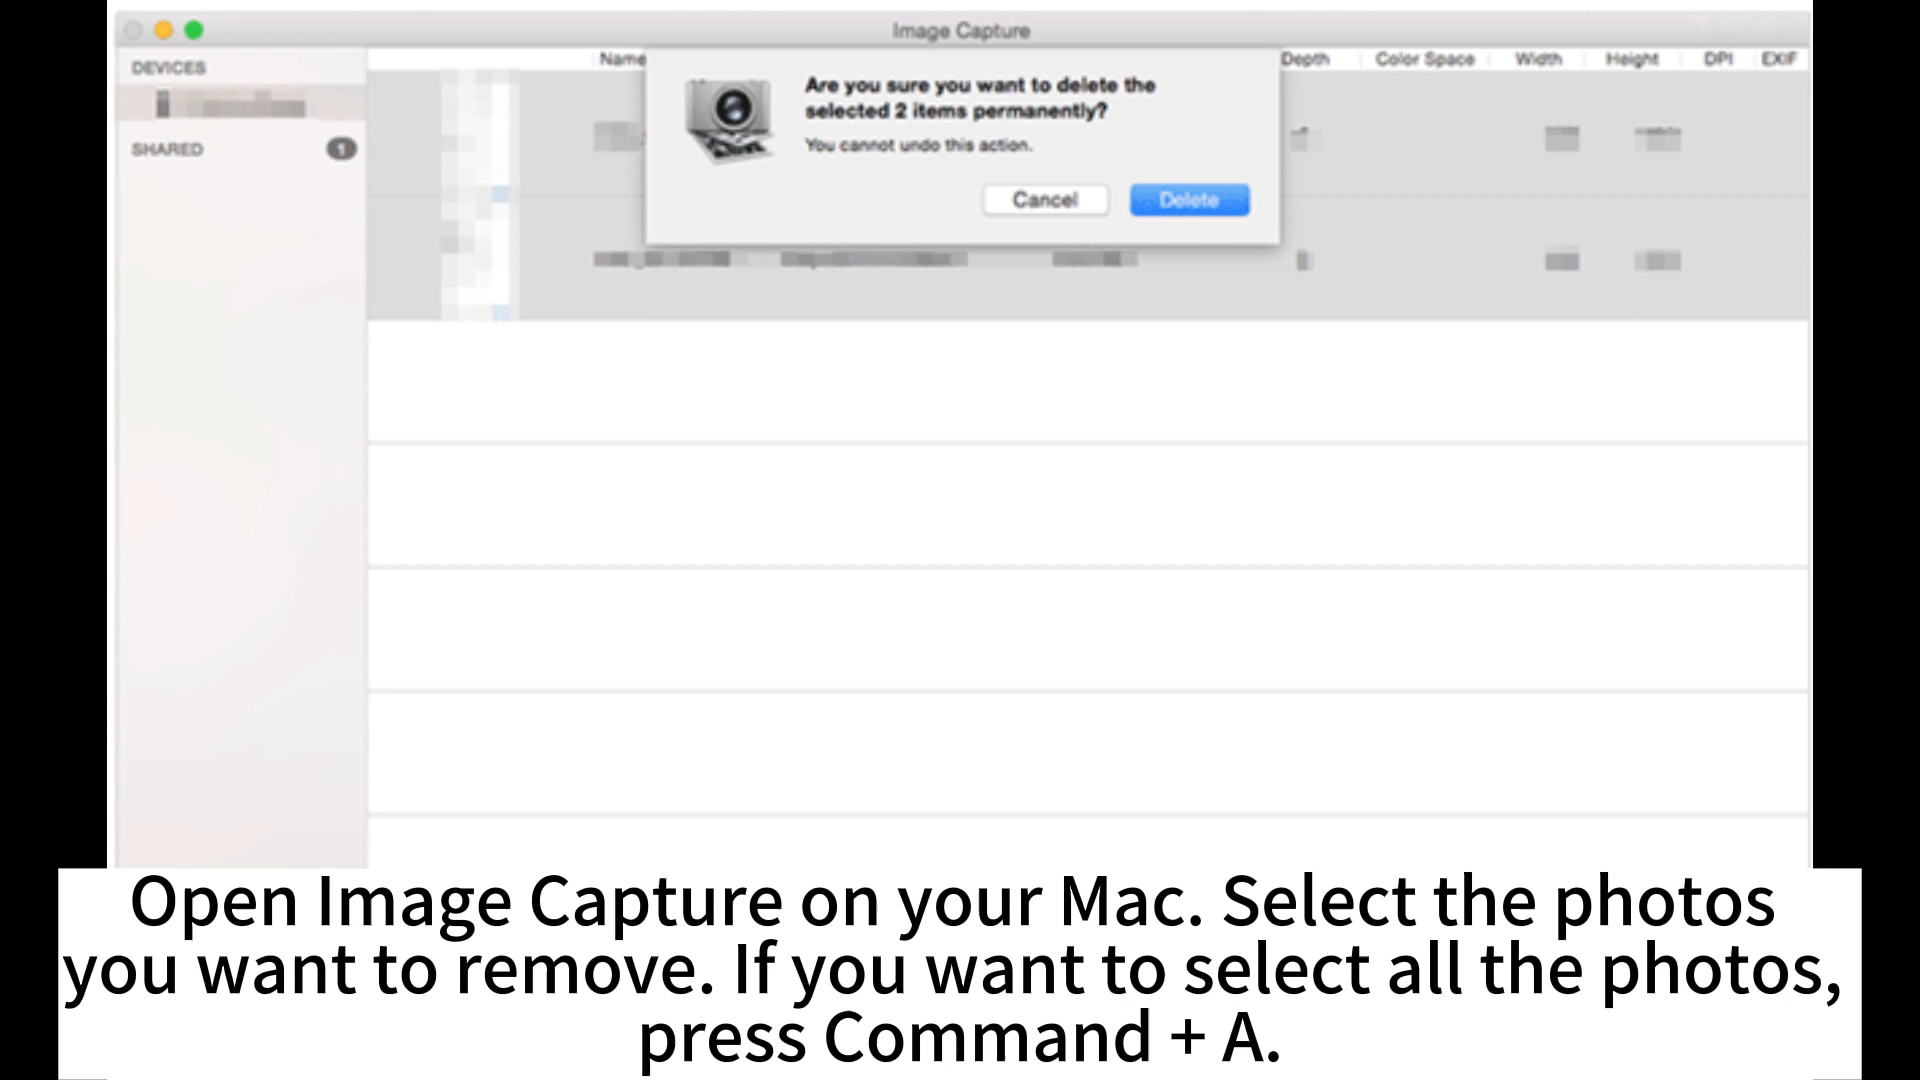 Image Capture
DEVICES
SHARED
1
Name
Depth
Color Space
Width
Height
DPI
EXIF
Are you sure you want to delete the
selected 2 items permanently?
You cannot undo this action.
Cancel
Delete
Open Image Capture on your Mac. Select the photos
you want to remove. If you want to select all the photos,
press Command + A.